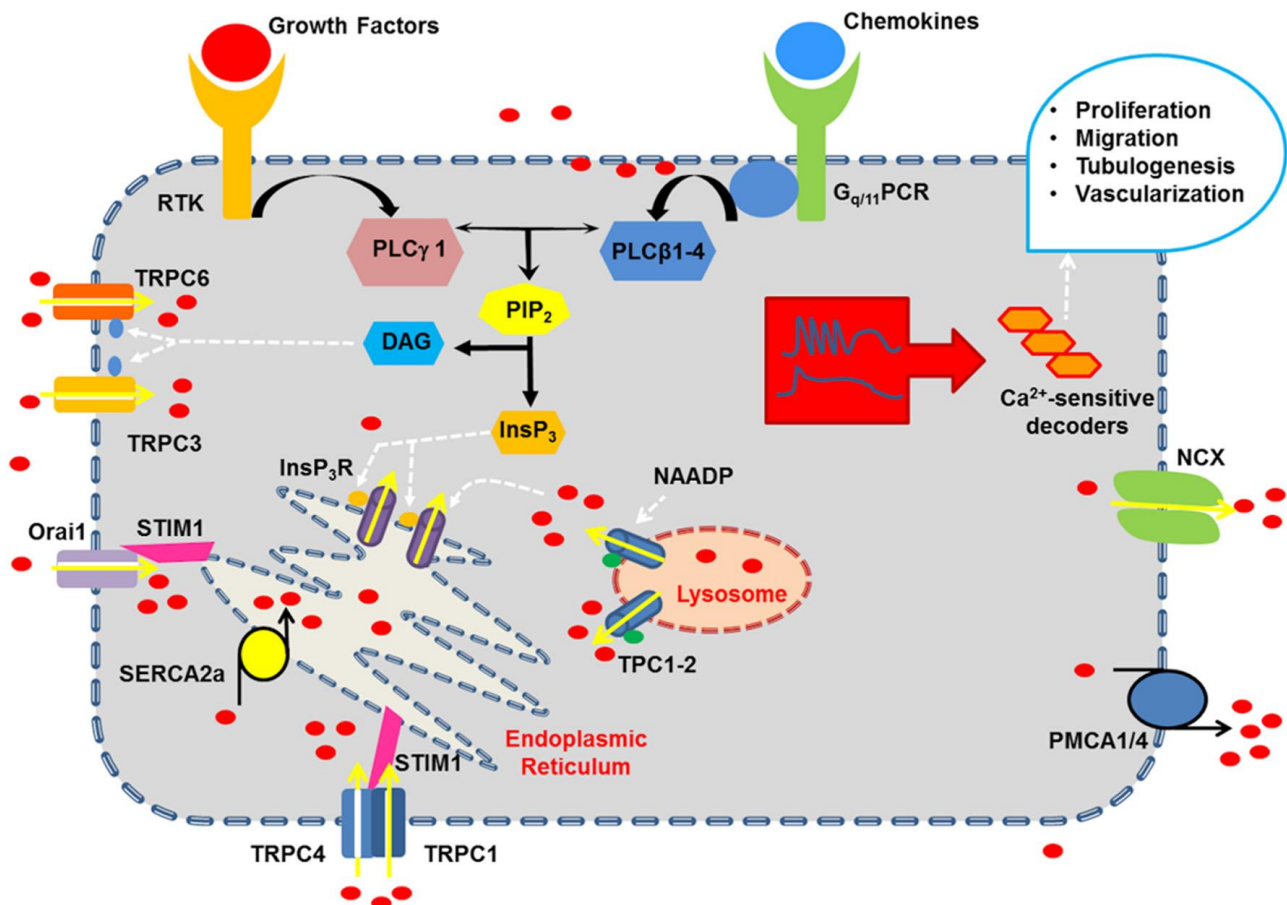 Growth Factors
Chemokines
• Proliferation
• Migration
• Tubulogenesis
• Vascularization
RTK
G_q/11PCR
PLCγ 1
PLCβ1-4
TRPC6
PIP₂
DAG
TRPC3
InsP₃
Ca²⁺-sensitive
decoders
InsP₃R
NAADP
NCX
Orai1
STIM1
Lysosome
SERCA2a
TPC1-2
PMCA1/4
Endoplasmic
Reticulum
STIM1
TRPC4
TRPC1